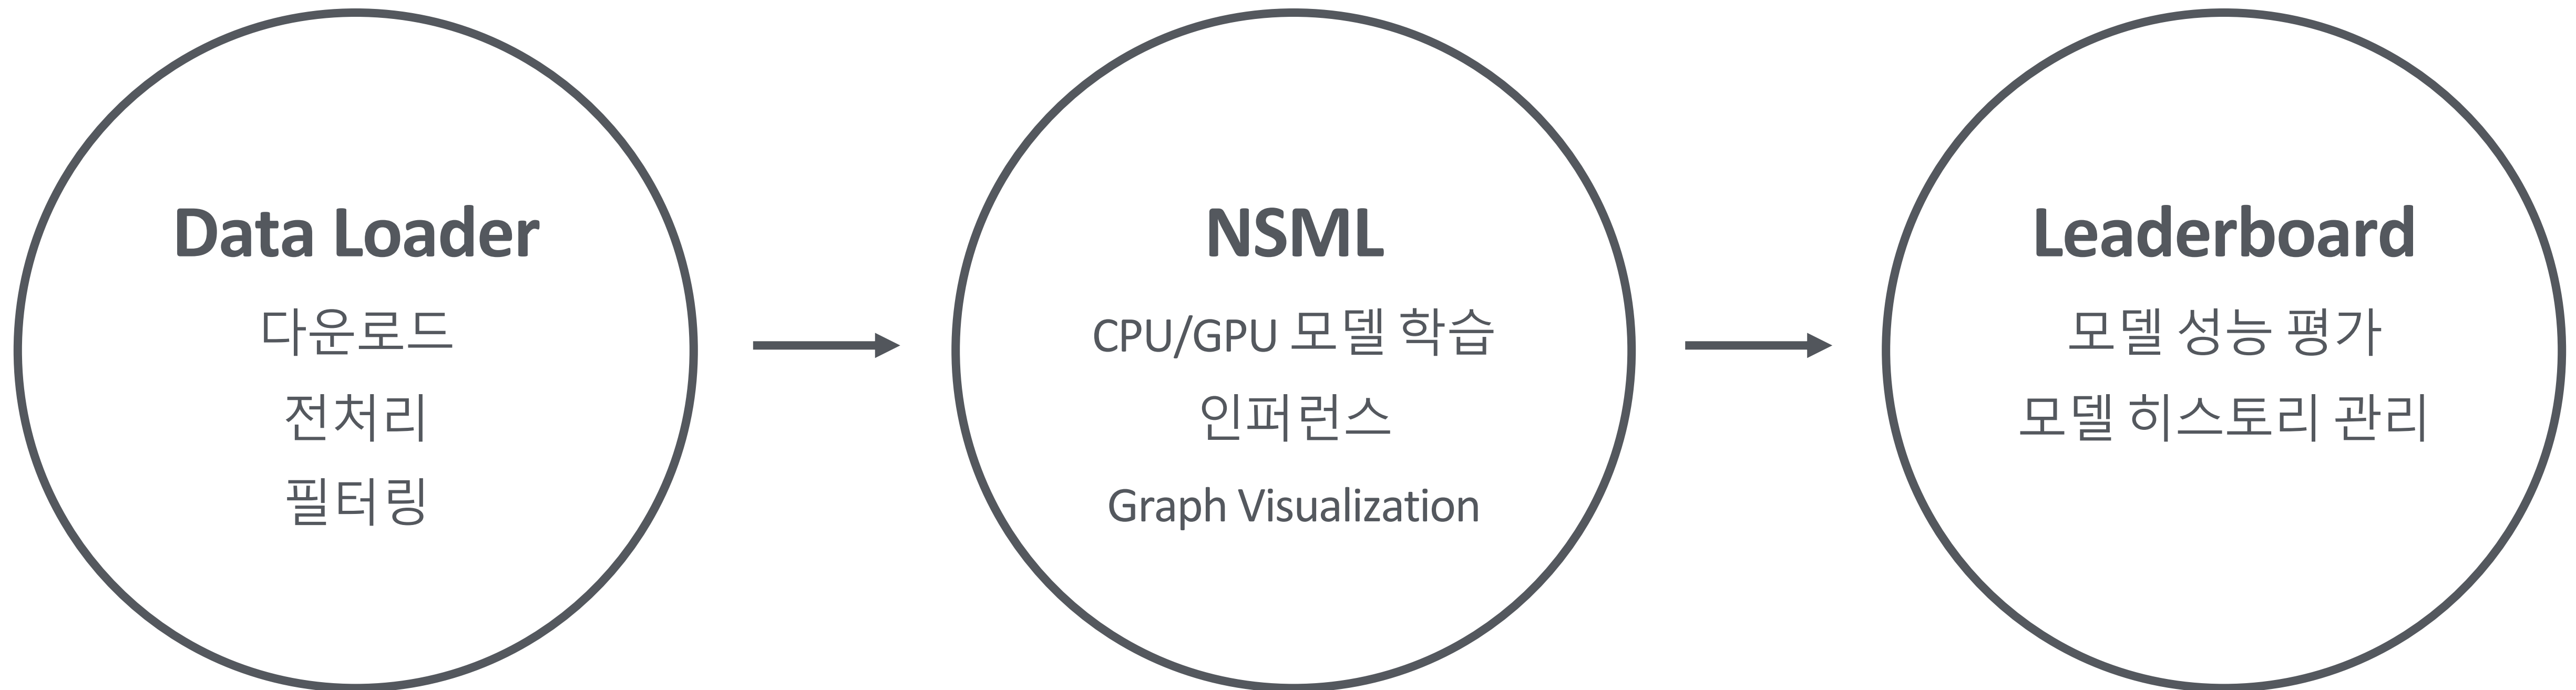 Data Loader
다운로드
전처리
필터링
NSML
CPU/GPU 모델 학습
인퍼런스
Graph Visualization
Leaderboard
모델 성능 평가
모델 히스토리 관리